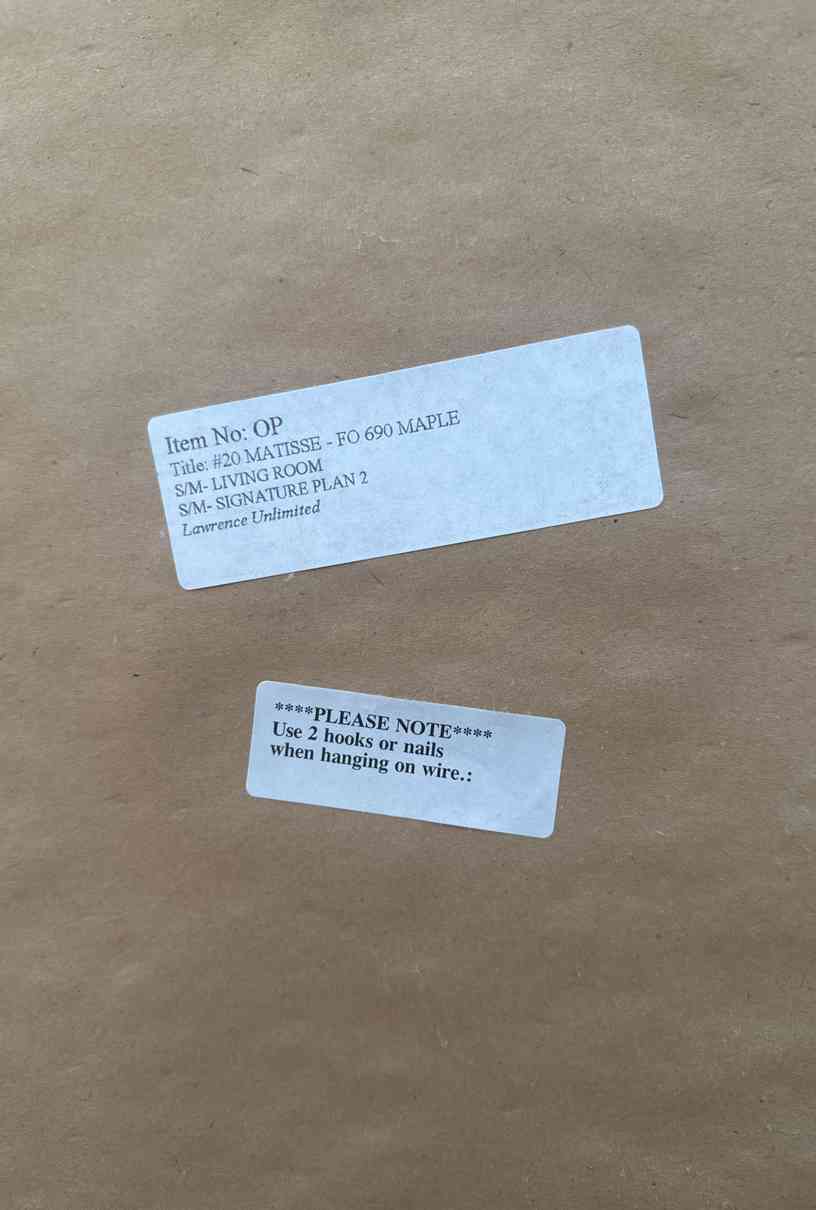 Item No: OP
Title: #20 MATISSE - FO 690 MAPLE
S/M- LIVING ROOM
S/M- SIGNATURE PLAN 2
Lawrence Unlimited
****PLEASE NOTE****
Use 2 hooks or nails
when hanging on wire.: